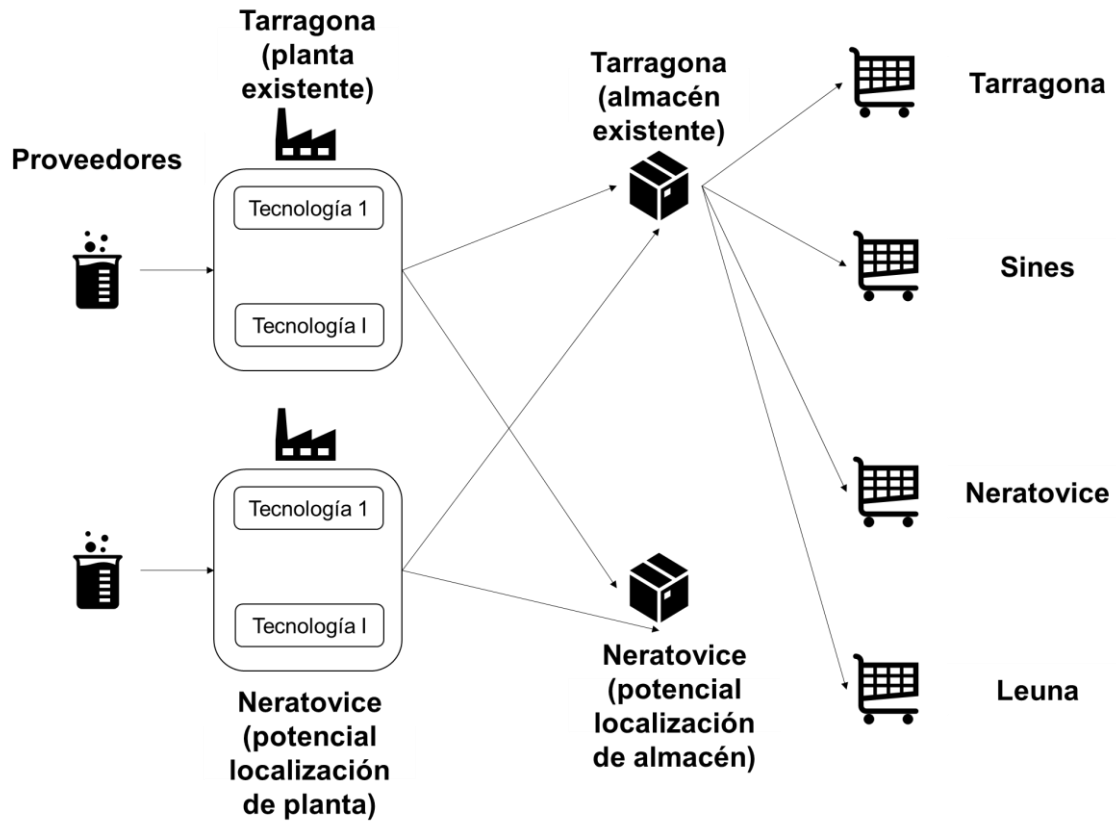 Proveedores
Tarragona
(planta
existente)
Tecnología 1
Tecnología I
Tecnología 1
Tecnología I
Neratovice
(potencial
localización
de planta)
Tarragona
(almacén
existente)
Neratovice
(potencial
localización
de almacén)
Tarragona
Sines
Neratovice
Leuna